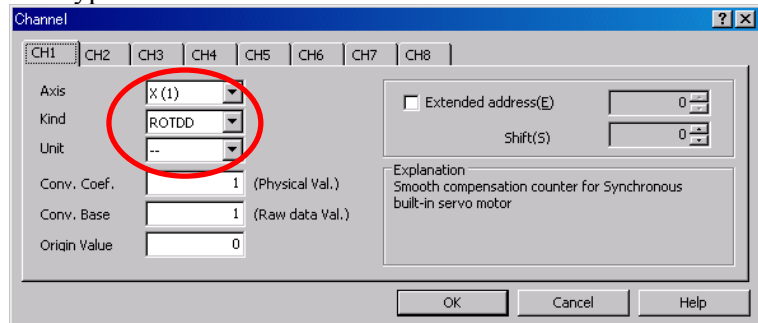 Channel
CH1 CH2 CH3 CH4 CH5 CH6 CH7 CH8
Axis X (1)
Kind ROTDD
Unit --
Conv. Coef. 1 (Physical Val.)
Conv. Base 1 (Raw data Val.)
Origin Value 0
Extended address(E) 0
Shift(S) 0
Explanation
Smooth compensation counter for Synchronous
built-in servo motor
OK Cancel Help